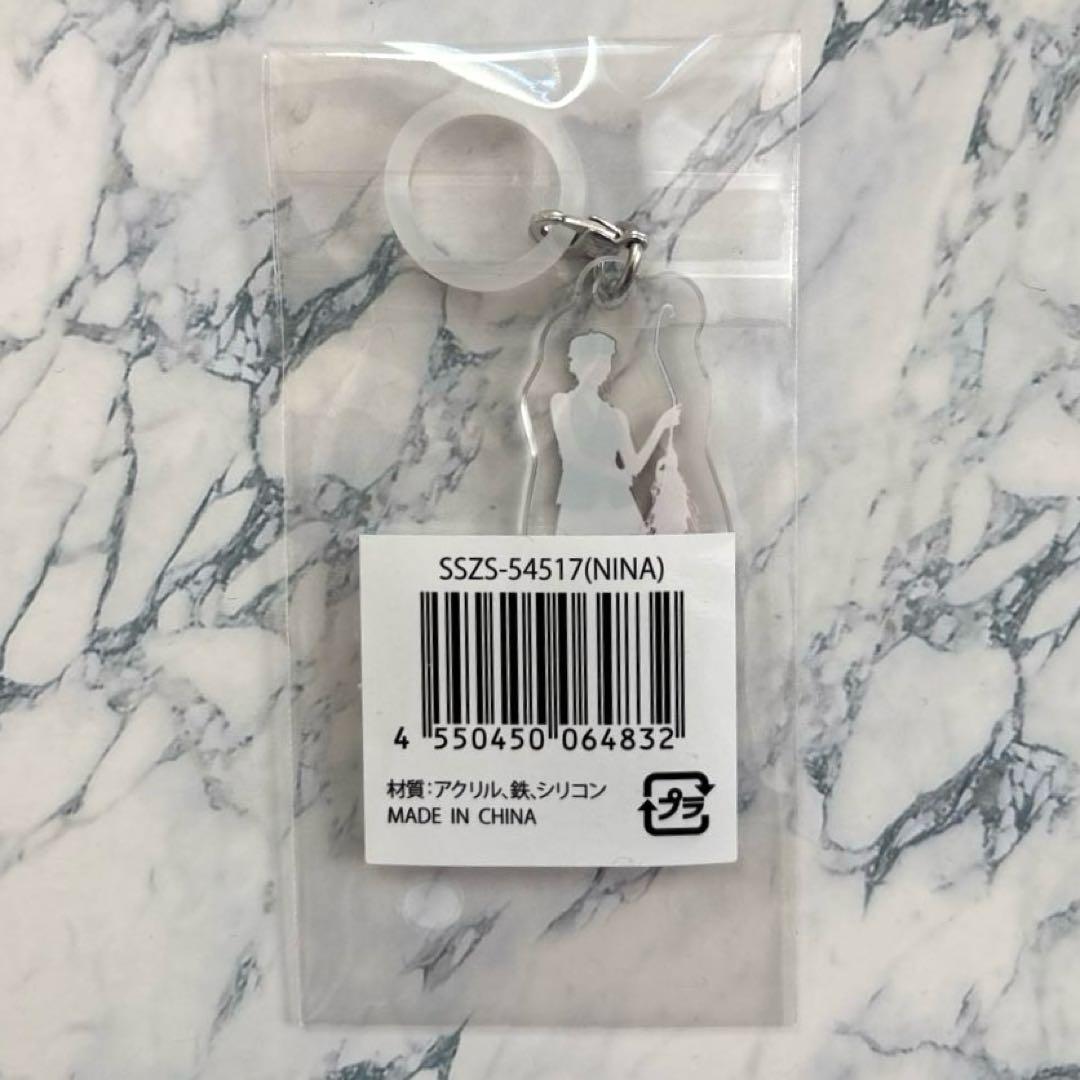 SSZS-54517(NINA)
4 550450 064832
材質:アクリル、鉄、シリコン
MADE IN CHINA
プラ